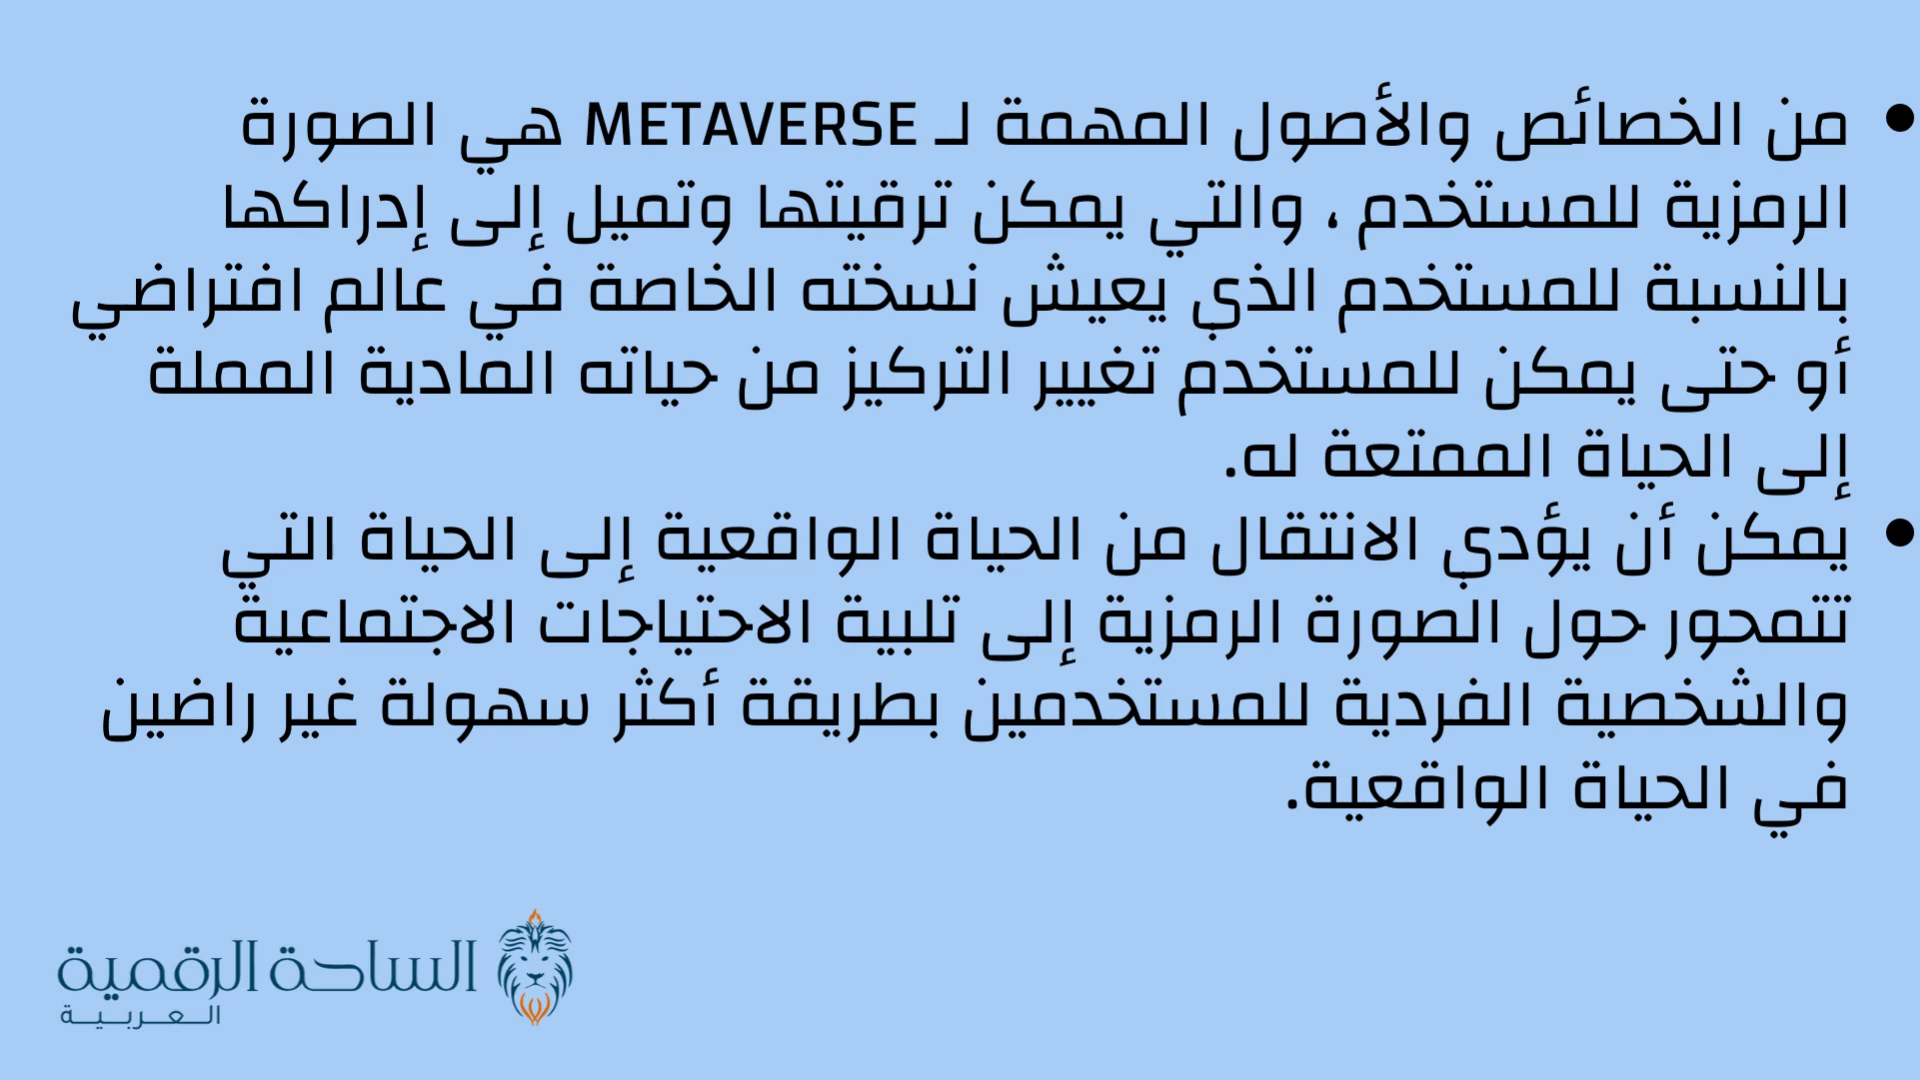 • من الخصائص والأصول المهمة لـ METAVERSE هي الصورة
الرمزية للمستخدم ، والتي يمكن ترقيتها وتميل إلى إدراكها
بالنسبة للمستخدم الذي يعيش نسخته الخاصة في عالم افتراضي
أو حتى يمكن للمستخدم تغيير التركيز من حياته المادية المملة
إلى الحياة الممتعة له.
• يمكن أن يؤدي الانتقال من الحياة الواقعية إلى الحياة التي
تتمحور حول الصورة الرمزية إلى تلبية الاحتياجات الاجتماعية
والشخصية الفردية للمستخدمين بطريقة أكثر سهولة غير راضين
في الحياة الواقعية.
الساحة الرقمية
العربية